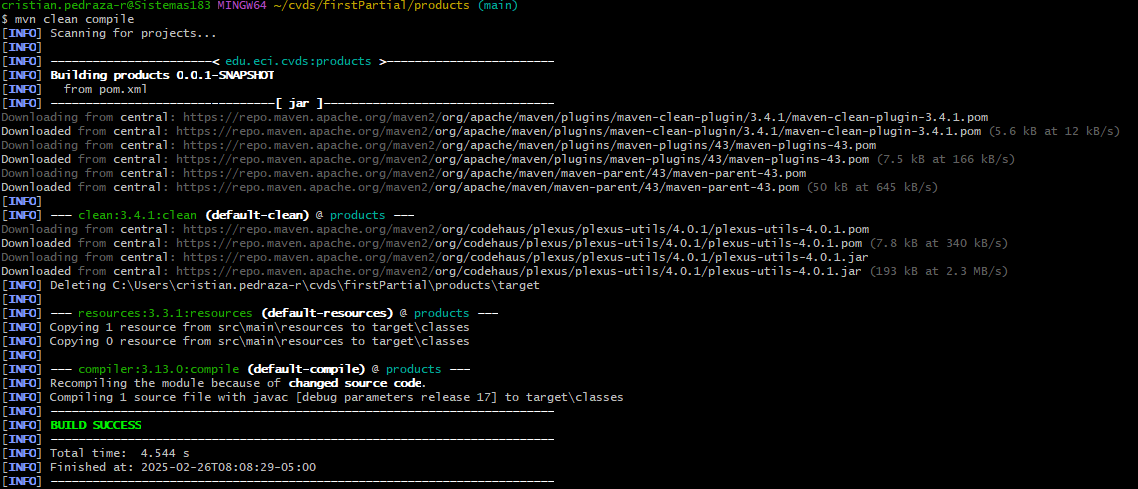 cristian.pedraza-r@Sistemas183 MINGW64 ~/cvds/firstPartial/products (main)
$ mvn clean compile
[INFO] Scanning for projects...
[INFO]
[INFO] ----------------------< edu.eci.cvds:products >-----------------------
[INFO] Building products 0.0.1-SNAPSHOT
[INFO]   from pom.xml
[INFO] --------------------------------[ jar ]---------------------------------
Downloading from central: https://repo.maven.apache.org/maven2/org/apache/maven/plugins/maven-clean-plugin/3.4.1/maven-clean-plugin-3.4.1.pom
Downloaded from central: https://repo.maven.apache.org/maven2/org/apache/maven/plugins/maven-clean-plugin/3.4.1/maven-clean-plugin-3.4.1.pom (5.6 kB at 12 kB/s)
Downloading from central: https://repo.maven.apache.org/maven2/org/apache/maven/plugins/maven-plugins/43/maven-plugins-43.pom
Downloaded from central: https://repo.maven.apache.org/maven2/org/apache/maven/plugins/maven-plugins/43/maven-plugins-43.pom (7.5 kB at 166 kB/s)
Downloading from central: https://repo.maven.apache.org/maven2/org/apache/maven/maven-parent/43/maven-parent-43.pom
Downloaded from central: https://repo.maven.apache.org/maven2/org/apache/maven/maven-parent/43/maven-parent-43.pom (50 kB at 645 kB/s)
[INFO]
[INFO] --- clean:3.4.1:clean (default-clean) @ products ---
Downloading from central: https://repo.maven.apache.org/maven2/org/codehaus/plexus/plexus-utils/4.0.1/plexus-utils-4.0.1.pom
Downloaded from central: https://repo.maven.apache.org/maven2/org/codehaus/plexus/plexus-utils/4.0.1/plexus-utils-4.0.1.pom (7.8 kB at 340 kB/s)
Downloading from central: https://repo.maven.apache.org/maven2/org/codehaus/plexus/plexus-utils/4.0.1/plexus-utils-4.0.1.jar
Downloaded from central: https://repo.maven.apache.org/maven2/org/codehaus/plexus/plexus-utils/4.0.1/plexus-utils-4.0.1.jar (193 kB at 2.3 MB/s)
[INFO] Deleting C:\Users\cristian.pedraza-r\cvds\firstPartial\products\target
[INFO]
[INFO] --- resources:3.3.1:resources (default-resources) @ products ---
[INFO] Copying 1 resource from src\main\resources to target\classes
[INFO] Copying 0 resource from src\main\resources to target\classes
[INFO]
[INFO] --- compiler:3.13.0:compile (default-compile) @ products ---
[INFO] Recompiling the module because of changed source code.
[INFO] Compiling 1 source file with javac [debug parameters release 17] to target\classes
[INFO] ------------------------------------------------------------------------
[INFO] BUILD SUCCESS
[INFO] ------------------------------------------------------------------------
[INFO] Total time:  4.544 s
[INFO] Finished at: 2025-02-26T08:08:29-05:00
[INFO] ------------------------------------------------------------------------